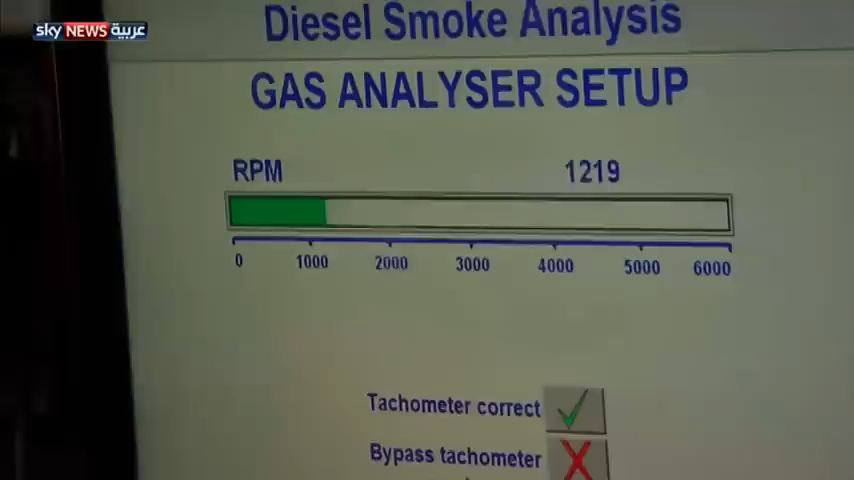 sky NEWS عربية
Diesel Smoke Analysis
GAS ANALYSER SETUP
RPM 1219
0 1000 2000 3000 4000 5000 6000
Tachometer correct
Bypass tachometer